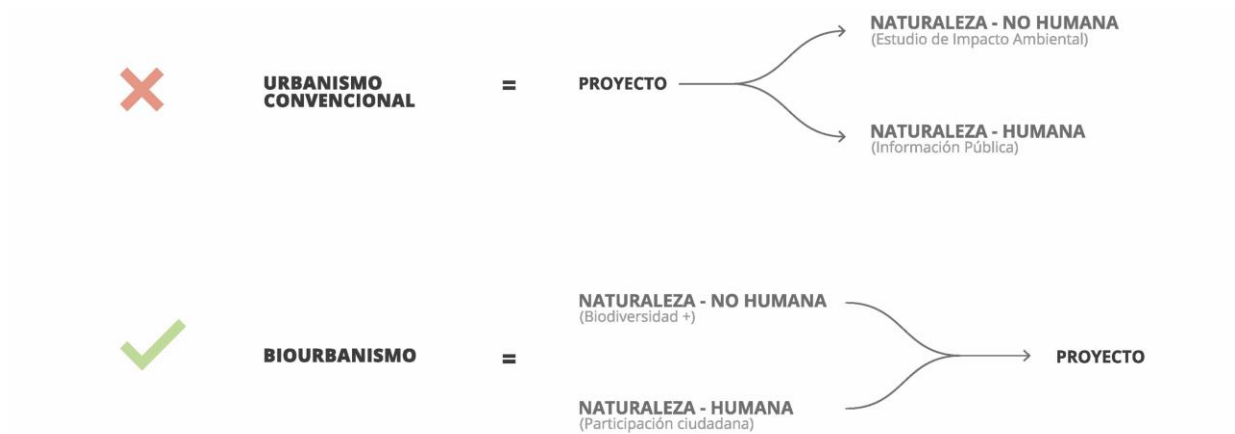 NATURALEZA - NO HUMANA
(Estudio de Impacto Ambiental)
URBANISMO
CONVENCIONAL
=
PROYECTO
NATURALEZA - HUMANA
(Información Pública)
NATURALEZA - NO HUMANA
(Biodiversidad +)
BIOURBANISMO
=
PROYECTO
NATURALEZA - HUMANA
(Participación ciudadana)